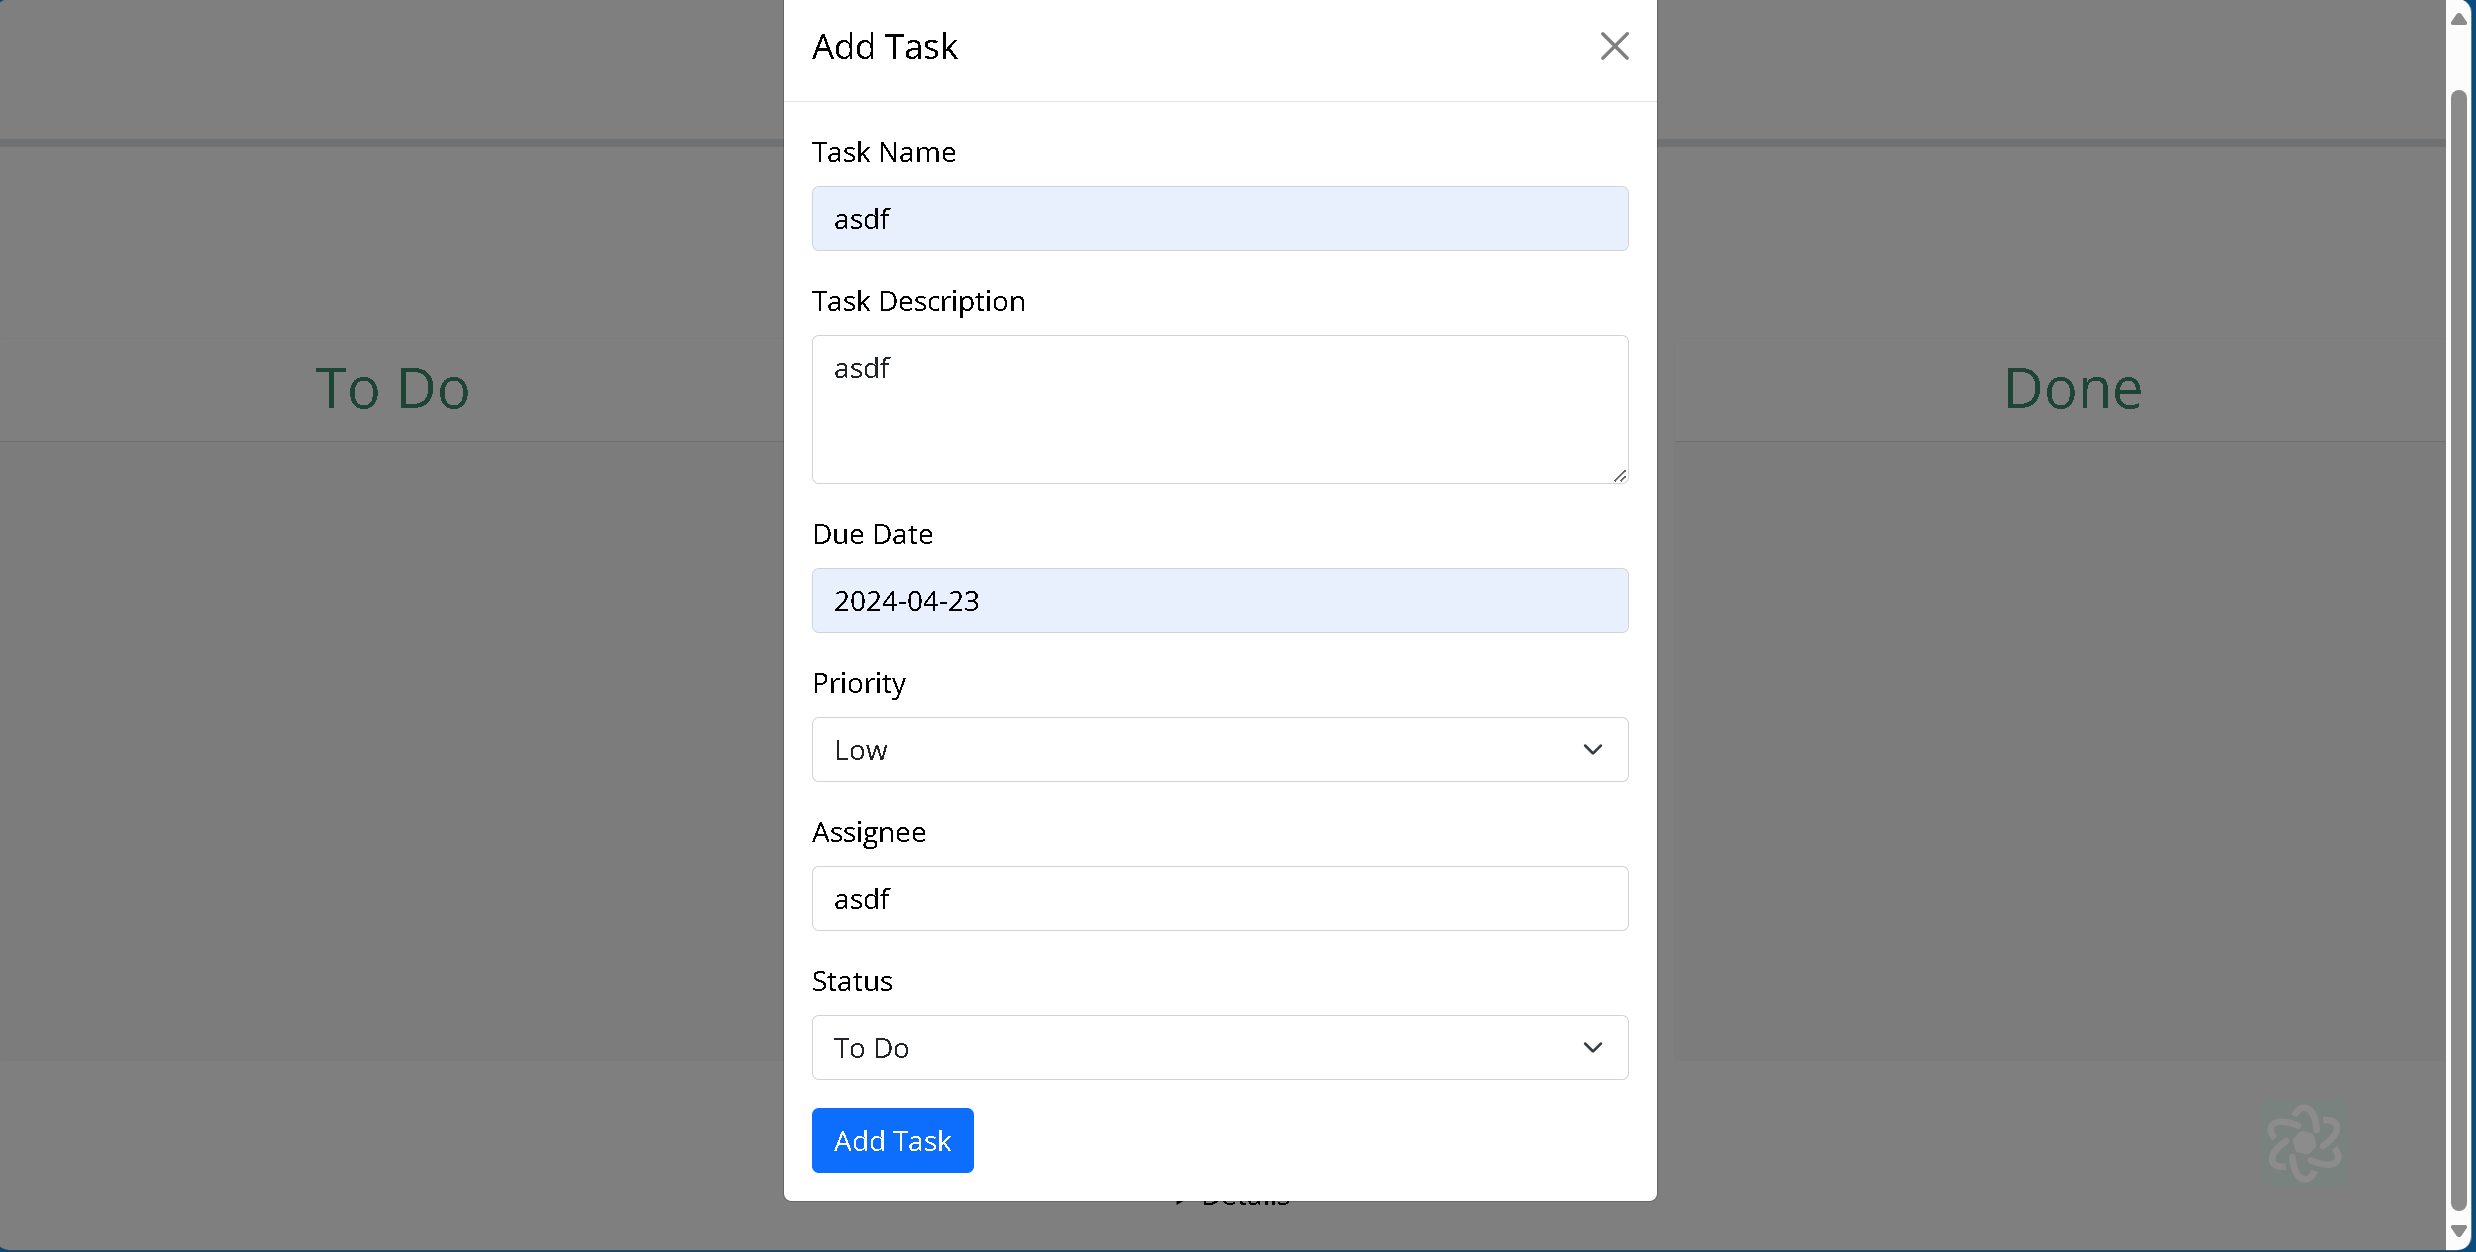 Add Task
Task Name
asdf
Task Description
asdf
To Do
Done
Due Date
2024-04-23
Priority
Low
Assignee
asdf
Status
To Do
Add Task
Details